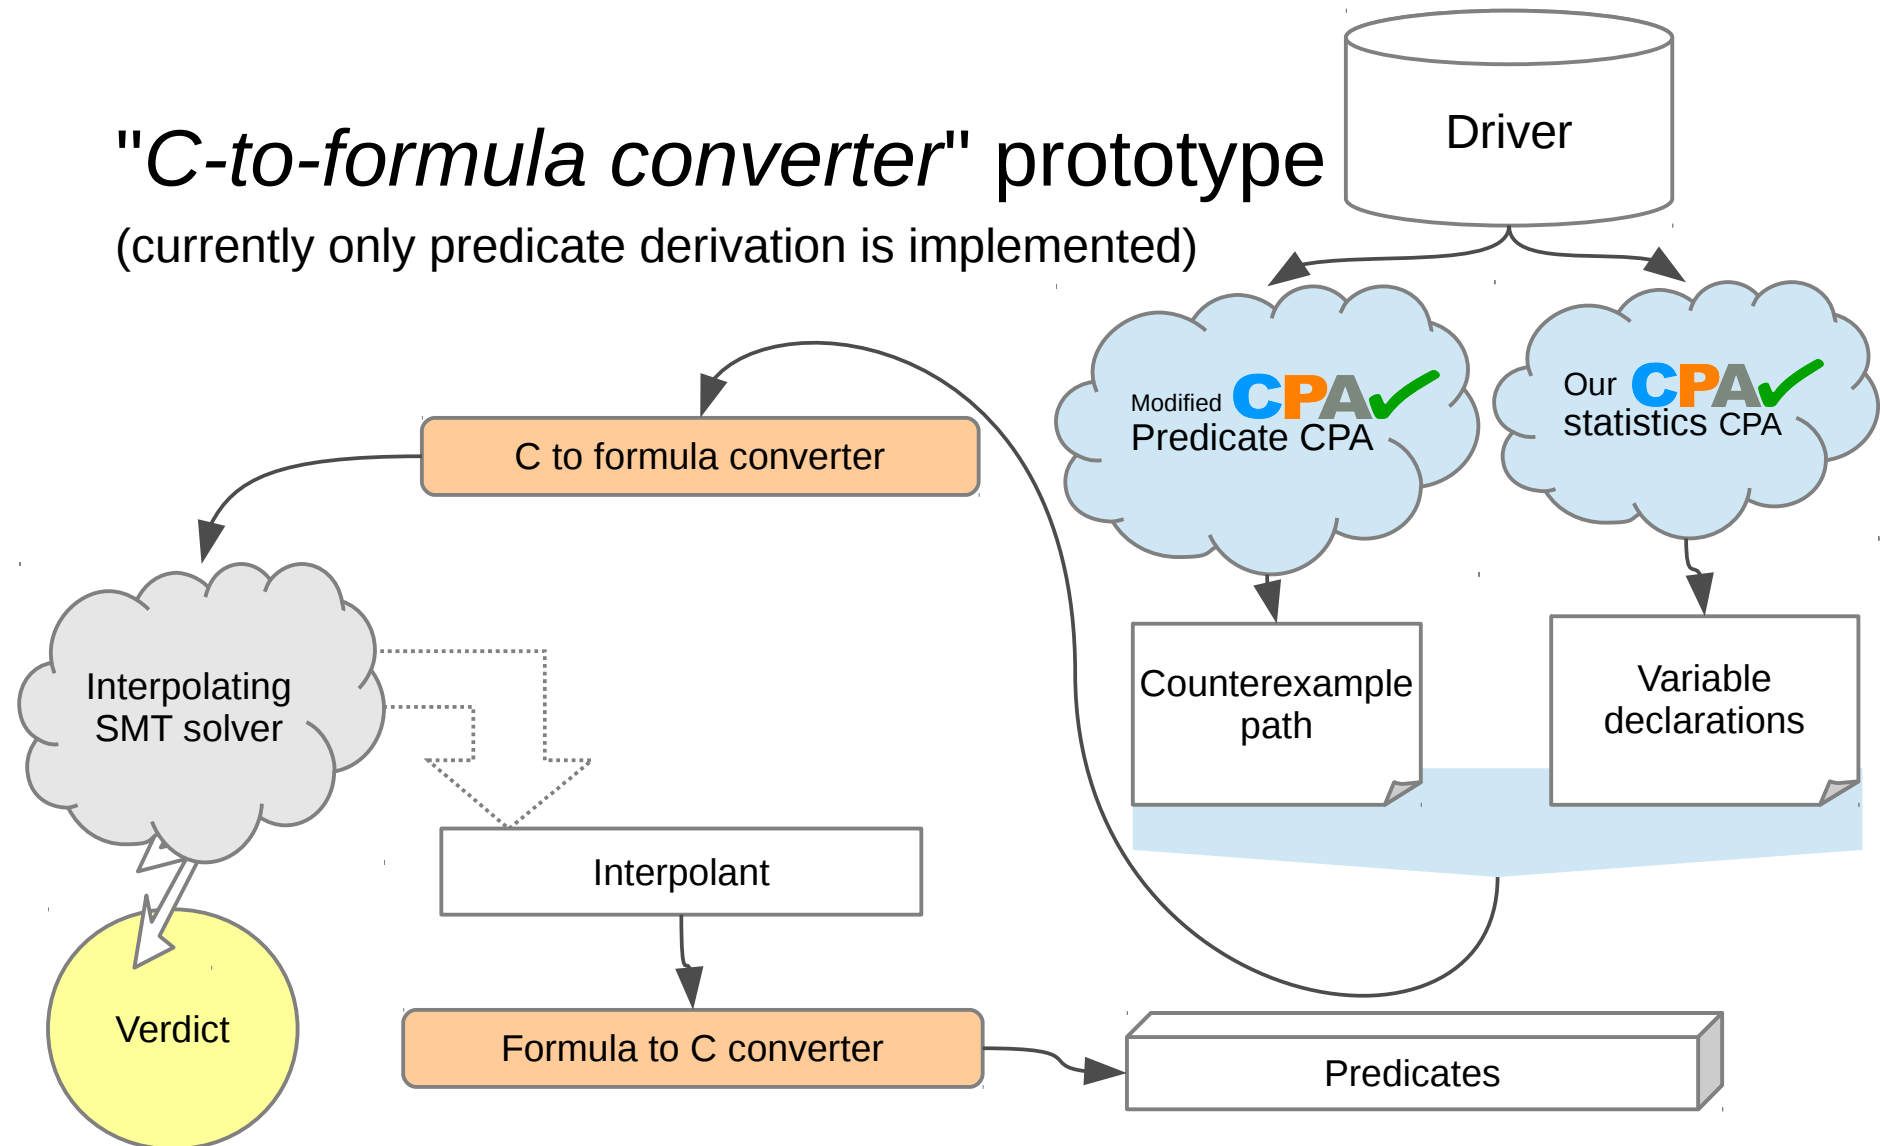 "C-to-formula converter" prototype
(currently only predicate derivation is implemented)
Driver
Modified CPA
Predicate CPA
Our CPA
statistics CPA
C to formula converter
Interpolating
SMT solver
Counterexample
path
Variable
declarations
Interpolant
Verdict
Formula to C converter
Predicates